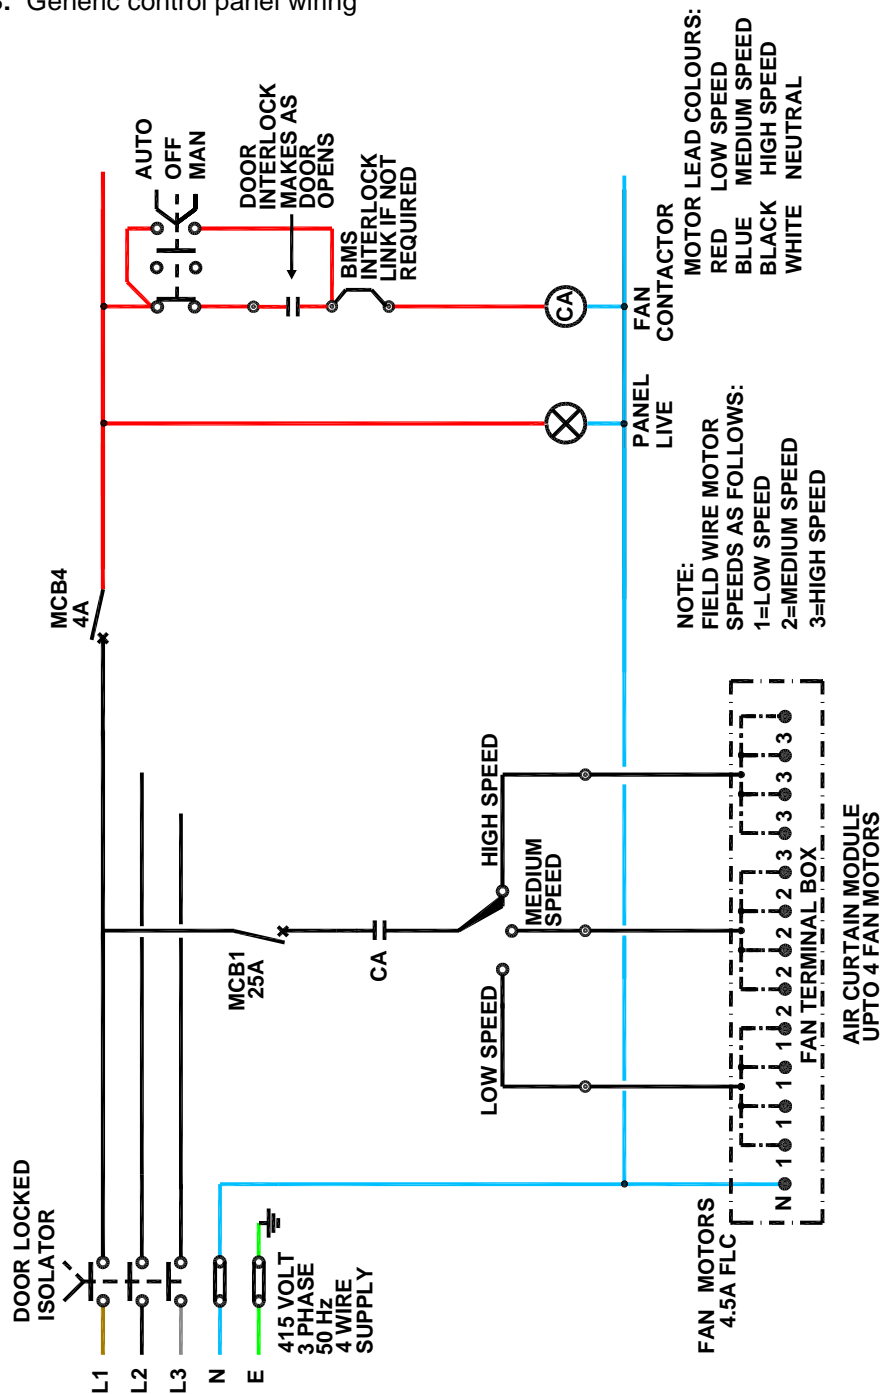 . Generic control panel wiring
DOOR LOCKED
ISOLATOR
L1
L2
L3
N
E
415 VOLT
3 PHASE
50 Hz
4 WIRE
SUPPLY
MCB4
4A
MCB1
25A
CA
LOW SPEED
MEDIUM
SPEED
HIGH SPEED
AUTO
OFF
MAN
DOOR
INTERLOCK
MAKES AS
DOOR
OPENS
BMS
INTERLOCK
LINK IF NOT
REQUIRED
CA
PANEL
LIVE
FAN
CONTACTOR
MOTOR LEAD COLOURS:
RED LOW SPEED
BLUE MEDIUM SPEED
BLACK HIGH SPEED
WHITE NEUTRAL
NOTE:
FIELD WIRE MOTOR
SPEEDS AS FOLLOWS:
1=LOW SPEED
2=MEDIUM SPEED
3=HIGH SPEED
FAN MOTORS
4.5A FLC
N 1 1 1 1 2 2 2 2 3 3 3 3
FAN TERMINAL BOX
AIR CURTAIN MODULE
UPTO 4 FAN MOTORS